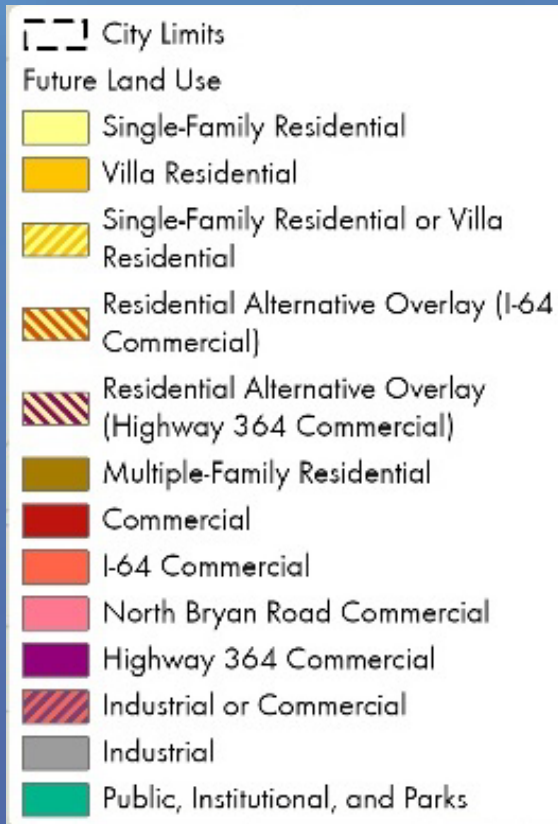 City Limits
Future Land Use
Single-Family Residential
Villa Residential
Single-Family Residential or Villa
Residential
Residential Alternative Overlay (I-64
Commercial)
Residential Alternative Overlay
(Highway 364 Commercial)
Multiple-Family Residential
Commercial
I-64 Commercial
North Bryan Road Commercial
Highway 364 Commercial
Industrial or Commercial
Industrial
Public, Institutional, and Parks